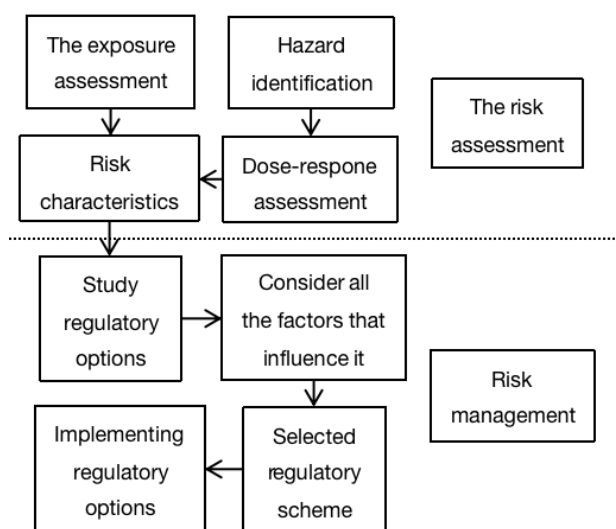 The exposure
assessment
Hazard
identification
The risk
assessment
Risk
characteristics
Dose-respone
assessment
Study
regulatory
options
Consider all
the factors that
influence it
Risk
management
Implementing
regulatory
options
Selected
regulatory
scheme